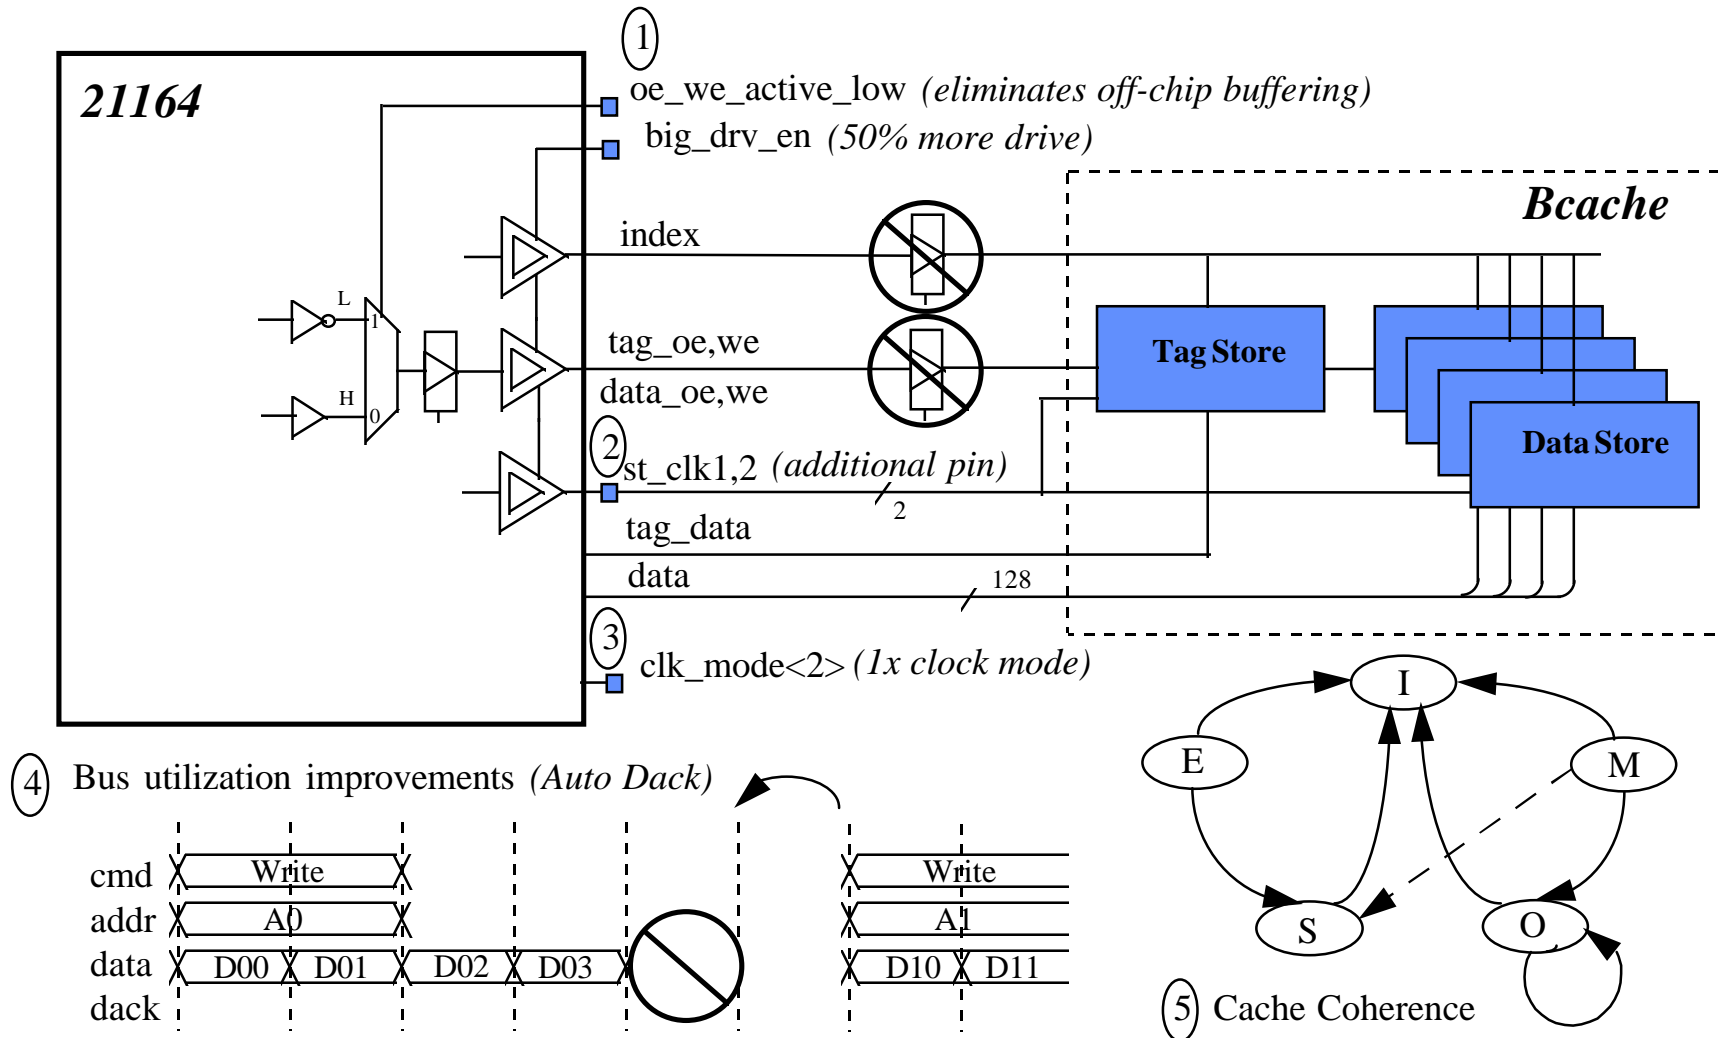 1
21164
oe_we_active_low (eliminates off-chip buffering)
big_drv_en (50% more drive)
Bcache
index
L
1
tag_oe,we
Tag Store
data_oe,we
H
0
2
Data Store
st_clk1,2 (additional pin)
2
tag_data
data
128
3
clk_mode<2> (1x clock mode)
I
E
M
4 Bus utilization improvements (Auto Dack)
cmd Write Write
addr A0 A1
S
O
data D00 D01 D02 D03 D10 D11
dack
5 Cache Coherence